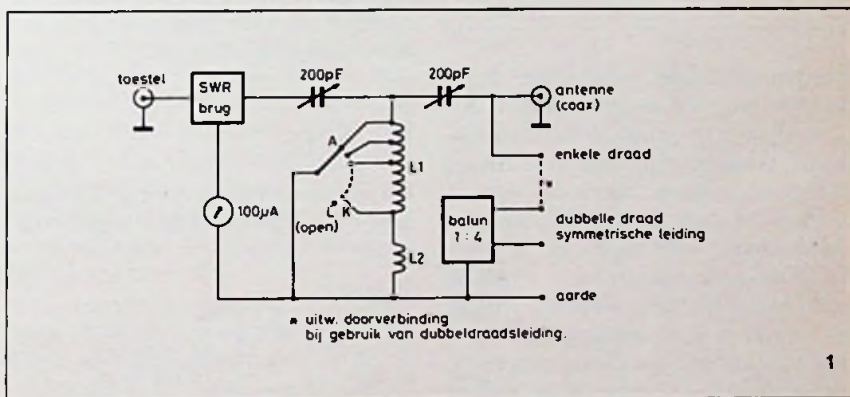 toestel
SWR
brug
200pF
200pF
antenne
(coax)
A
L1
enkele draad
*
L K
(open)
100µA
balun
1 : 4
dubbelle draad
symmetrische leiding
L2
aarde
* uitw. doorverbinding
bij gebruik van dubbeldraadsleiding.
1